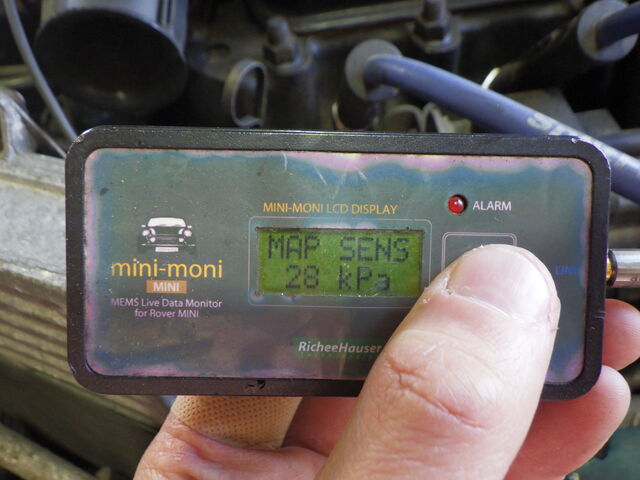 MINI-MONI LCD DISPLAY
ALARM
MAP SENS
28 kPa
mini-moni
MINI
MEMS Live Data Monitor
for Rover MINI
RicheeHauser